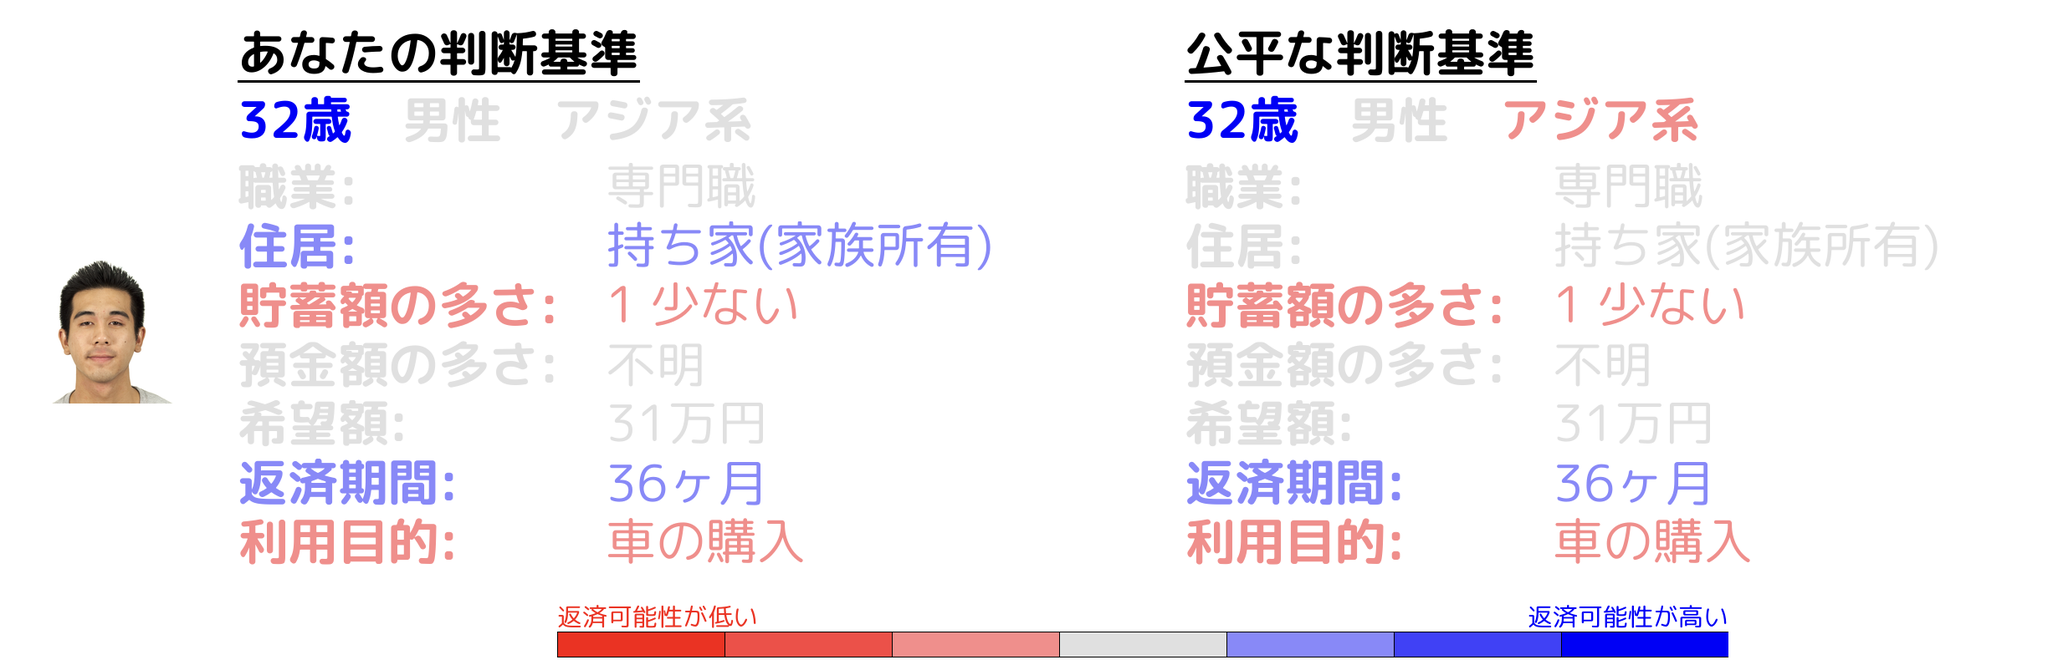 あなたの判断基準
32歳 男性 アジア系
職業: 専門職
住居: 持ち家(家族所有)
貯蓄額の多さ: 1 少ない
預金額の多さ: 不明
希望額: 31万円
返済期間: 36ヶ月
利用目的: 車の購入
公平な判断基準
32歳 男性 アジア系
職業: 専門職
住居: 持ち家(家族所有)
貯蓄額の多さ: 1 少ない
預金額の多さ: 不明
希望額: 31万円
返済期間: 36ヶ月
利用目的: 車の購入
返済可能性が低い
返済可能性が高い